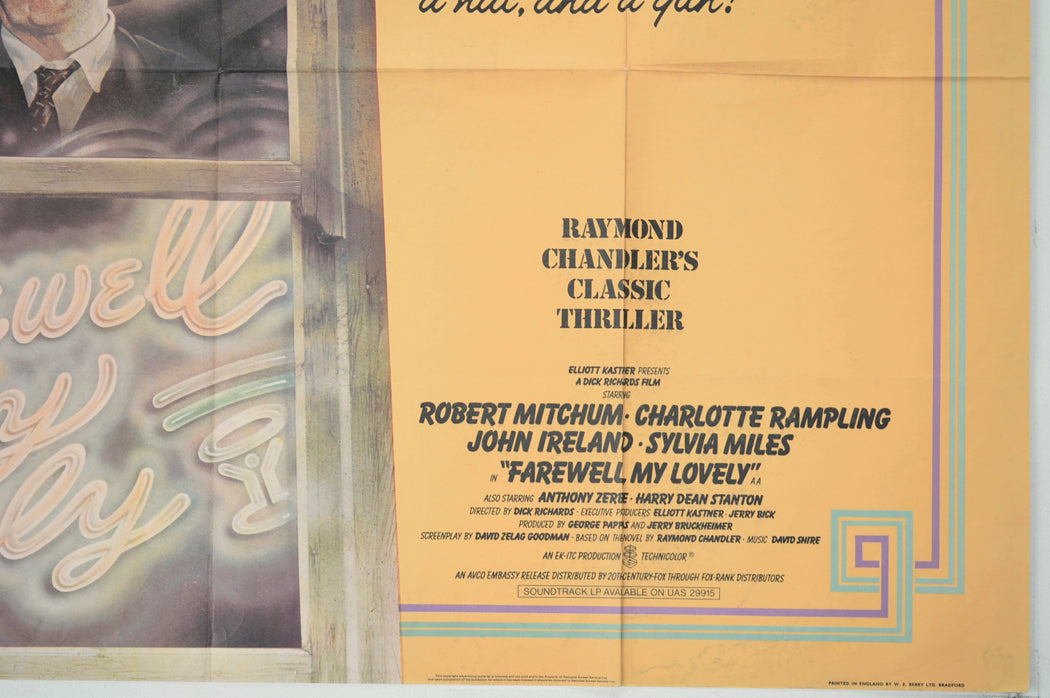 a hat, and a gun!
RAYMOND
CHANDLER'S
CLASSIC
THRILLER
ELLIOTT KASTNER PRESENTS
A DICK RICHARDS FILM
STARRING
ROBERT MITCHUM · CHARLOTTE RAMPLING
JOHN IRELAND · SYLVIA MILES
IN "FAREWELL, MY LOVELY" AA
ALSO STARRING ANTHONY ZERBE · HARRY DEAN STANTON
DIRECTED BY DICK RICHARDS · EXECUTIVE PRODUCERS ELLIOTT KASTNER · JERRY BICK
PRODUCED BY GEORGE PAPPAS AND JERRY BRUCKHEIMER
SCREENPLAY BY DAVID ZELAG GOODMAN · BASED ON THE NOVEL BY RAYMOND CHANDLER · MUSIC DAVID SHIRE
AN EK-ITC PRODUCTION TECHNICOLOR ®
AN AVCO EMBASSY RELEASE DISTRIBUTED BY 20TH CENTURY-FOX THROUGH FOX-RANK DISTRIBUTORS
SOUNDTRACK LP AVAILABLE ON UAS 29915
ewell
y
ly
PRINTED IN ENGLAND BY W. E. BERRY LTD. BRADFORD